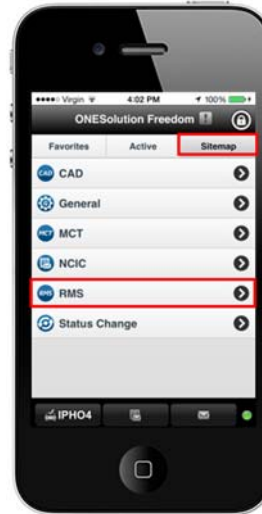 Virgin 4:02 PM 100%
ONESolution Freedom
Favorites Active Sitemap
CAD CAD
General
MCT MCT
NCIC
RMS RMS
Status Change
IPHO4